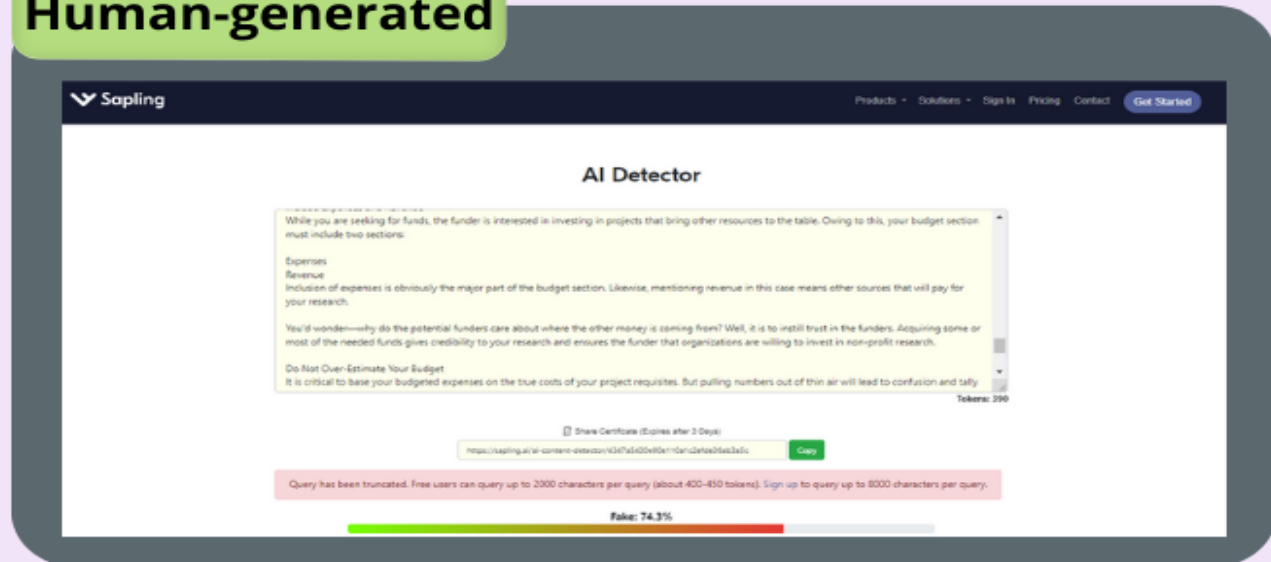 Human-generated
Sapling
Products Solutions Sign In Pricing Contact Get Started
AI Detector
While you are seeking for funds, the funder is interested in investing in projects that bring other resources to the table. Owing to this, your budget section
must include two sections:
Expenses
Revenue
Inclusion of expenses is obviously the major part of the budget section. Likewise, mentioning revenue in this case means other sources that will pay for
your research.
You'd wonder—why do the potential funders care about where the other money is coming from? Well, it is to instill trust in the funders. Acquiring some or
most of the needed funds gives credibility to your research and ensures the funder that organizations are willing to invest in non-profit research.
Do Not Over-Estimate Your Budget
It is critical to base your budgeted expenses on the true costs of your project requisites. But pulling numbers out of thin air will lead to confusion and tally
Tokens: 390
Share Certificate (Expires after 3 Days)
Copy
Query has been truncated. Free users can query up to 2000 characters per query (about 400-450 tokens). Sign up to query up to 8000 characters per query.
Fake: 74.3%